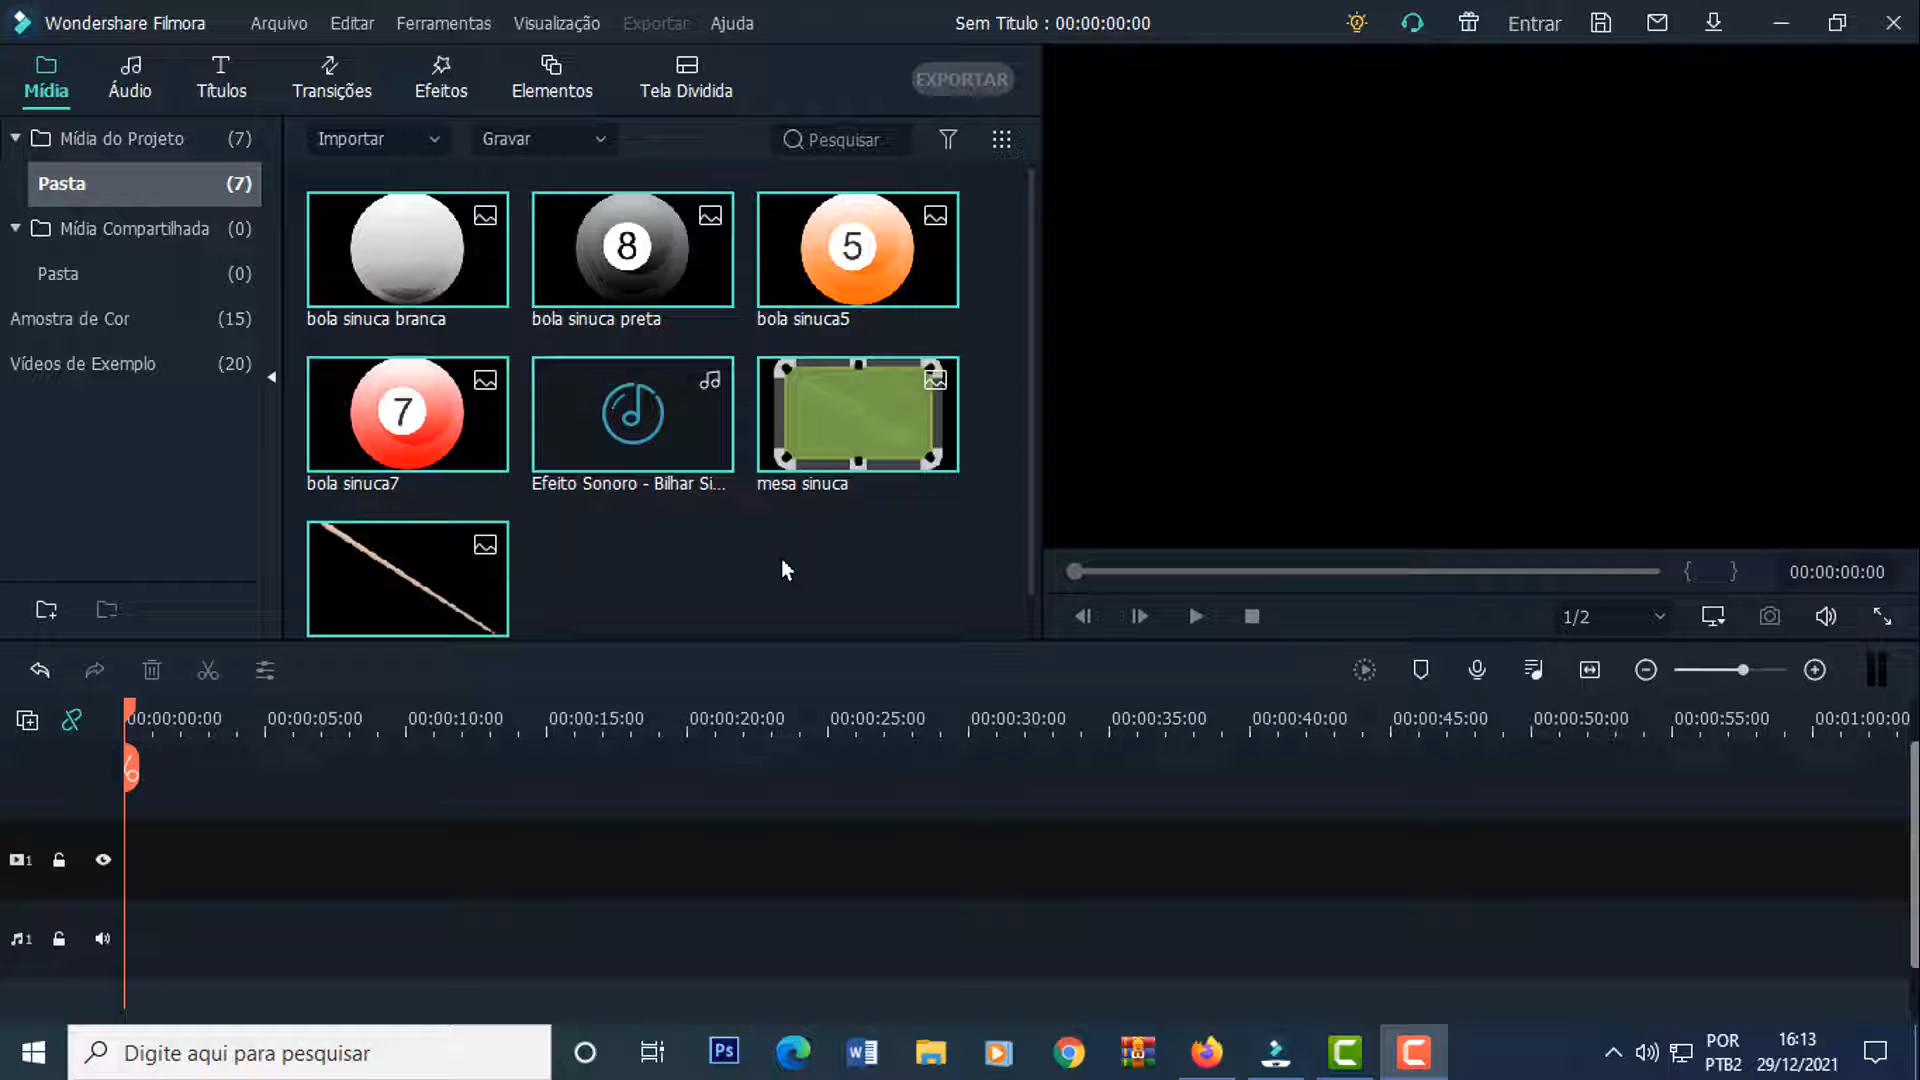 Wondershare Filmora
Arquivo
Editar
Ferramentas
Visualização
Exportar
Ajuda
Sem Titulo : 00:00:00:00
Entrar
Mídia
Áudio
Títulos
Transições
Efeitos
Elementos
Tela Dividida
EXPORTAR
Mídia do Projeto (7)
Pasta (7)
Mídia Compartilhada (0)
Pasta (0)
Amostra de Cor (15)
Vídeos de Exemplo (20)
Importar
Gravar
Pesquisar
8
5
bola sinuca branca
bola sinuca preta
bola sinuca5
7
bola sinuca7
Efeito Sonoro - Bilhar Si...
mesa sinuca
{ }
00:00:00:00
1/2
00:00:00:00
00:00:05:00
00:00:10:00
00:00:15:00
00:00:20:00
00:00:25:00
00:00:30:00
00:00:35:00
00:00:40:00
00:00:45:00
00:00:50:00
00:00:55:00
00:01:00:00
1
1
Digite aqui para pesquisar
Ps
W
POR
PTB2
16:13
29/12/2021